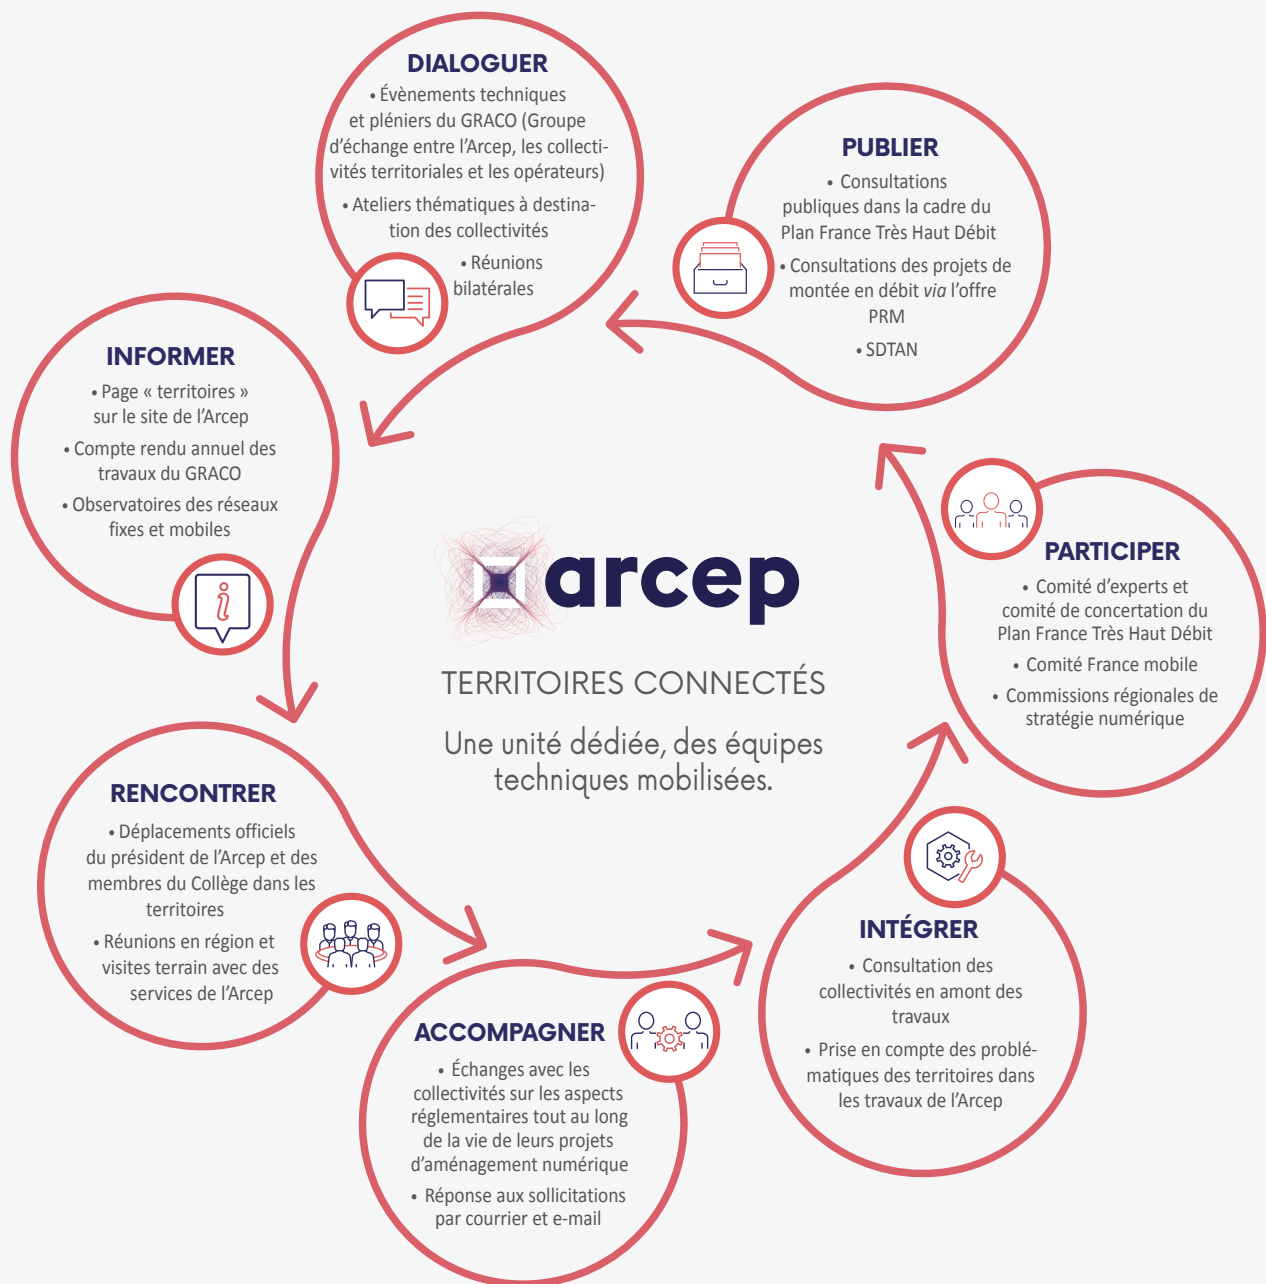 DIALOGUER
• Évènements techniques
et pléniers du GRACO (Groupe
d'échange entre l'Arcep, les collecti-
vités territoriales et les opérateurs)
• Ateliers thématiques à destina-
tion des collectivités
• Réunions
bilatérales
PUBLIER
• Consultations
publiques dans la cadre du
Plan France Très Haut Débit
• Consultations des projets de
montée en débit via l'offre
PRM
• SDTAN
INFORMER
• Page « territoires »
sur le site de l'Arcep
• Compte rendu annuel des
travaux du GRACO
• Observatoires des réseaux
fixes et mobiles
i
arcep
TERRITOIRES CONNECTÉS
Une unité dédiée, des équipes
techniques mobilisées.
PARTICIPER
• Comité d'experts et
comité de concertation du
Plan France Très Haut Débit
• Comité France mobile
• Commissions régionales de
stratégie numérique
RENCONTRER
• Déplacements officiels
du président de l'Arcep et des
membres du Collège dans les
territoires
• Réunions en région et
visites terrain avec des
services de l'Arcep
ACCOMPAGNER
• Échanges avec les
collectivités sur les aspects
réglementaires tout au long
de la vie de leurs projets
d'aménagement numérique
• Réponse aux sollicitations
par courrier et e-mail
INTÉGRER
• Consultation des
collectivités en amont des
travaux
• Prise en compte des problé-
matiques des territoires dans
les travaux de l'Arcep